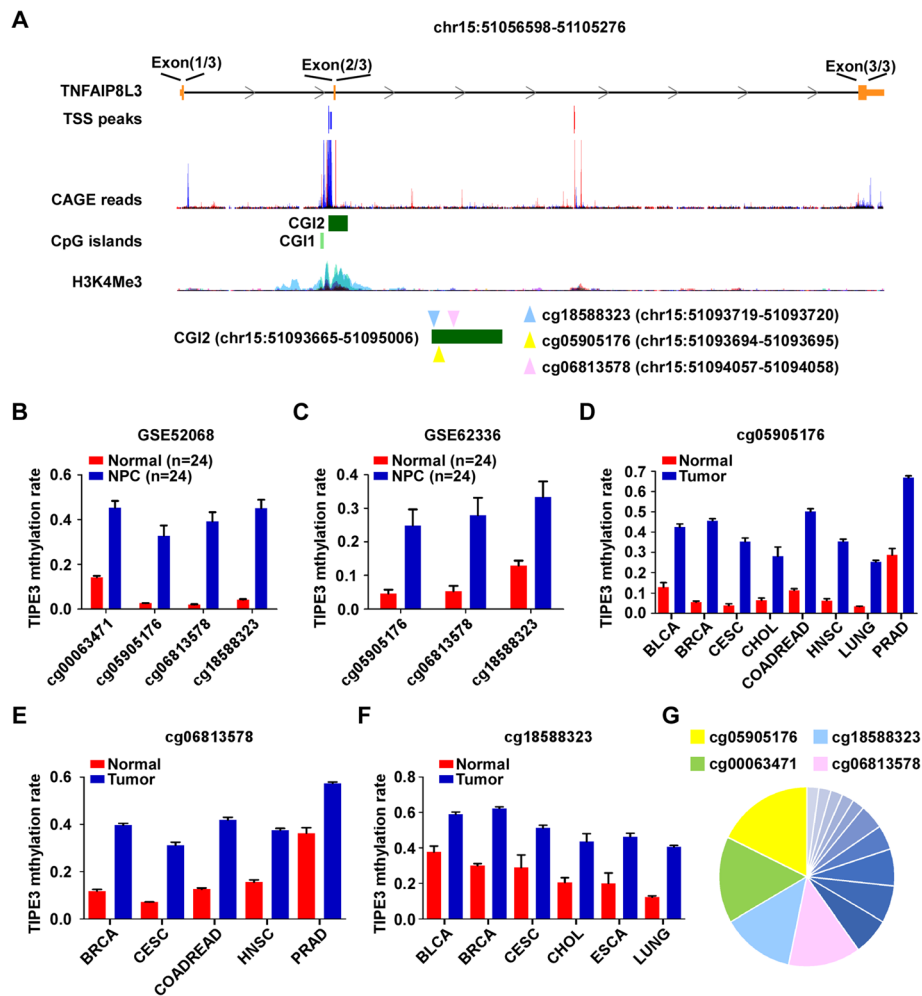 A
chr15:51056598-51105276
Exon(1/3)
Exon(2/3)
Exon(3/3)
TNFAIP8L3
TSS peaks
CAGE reads
CGI2
CpG islands
CGI1
H3K4Me3
CGI2 (chr15:51093665-51095006)
cg18588323 (chr15:51093719-51093720)
cg05905176 (chr15:51093694-51093695)
cg06813578 (chr15:51094057-51094058)
B
GSE52068
Normal (n=24)
NPC (n=24)
TIPE3 mthylation rate
0.6
0.4
0.2
0.0
cg00063471
cg05905176
cg06813578
cg18588323
C
GSE62336
Normal (n=24)
NPC (n=24)
TIPE3 mthylation rate
0.4
0.3
0.2
0.1
0.0
cg05905176
cg06813578
cg18588323
D
cg05905176
Normal
Tumor
TIPE3 mthylation rate
0.7
0.6
0.5
0.4
0.3
0.2
0.1
0.0
BLCA
BRCA
CESC
CHOL
COADREAD
HNSC
LUNG
PRAD
E
cg06813578
Normal
Tumor
TIPE3 mthylation rate
0.6
0.4
0.2
0.0
BRCA
CESC
COADREAD
HNSC
PRAD
F
cg18588323
Normal
Tumor
TIPE3 mthylation rate
0.8
0.6
0.4
0.2
0.0
BLCA
BRCA
CESC
CHOL
ESCA
LUNG
G
cg05905176
cg18588323
cg00063471
cg06813578